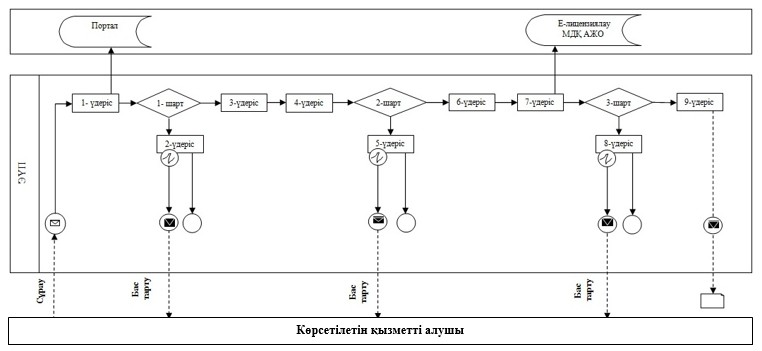 Портал
Е-лицензиялау
МДҚ АЖО
ЭҮП
1- үдеріс
1- шарт
3-үдеріс
4-үдеріс
2-шарт
6-үдеріс
7-үдеріс
3-шарт
9-үдеріс
2-үдеріс
5-үдеріс
8-үдеріс
Сұрау
Бас
тарту
Бас
тарту
Бас
тарту
Көрсетілетін қызметті алушы